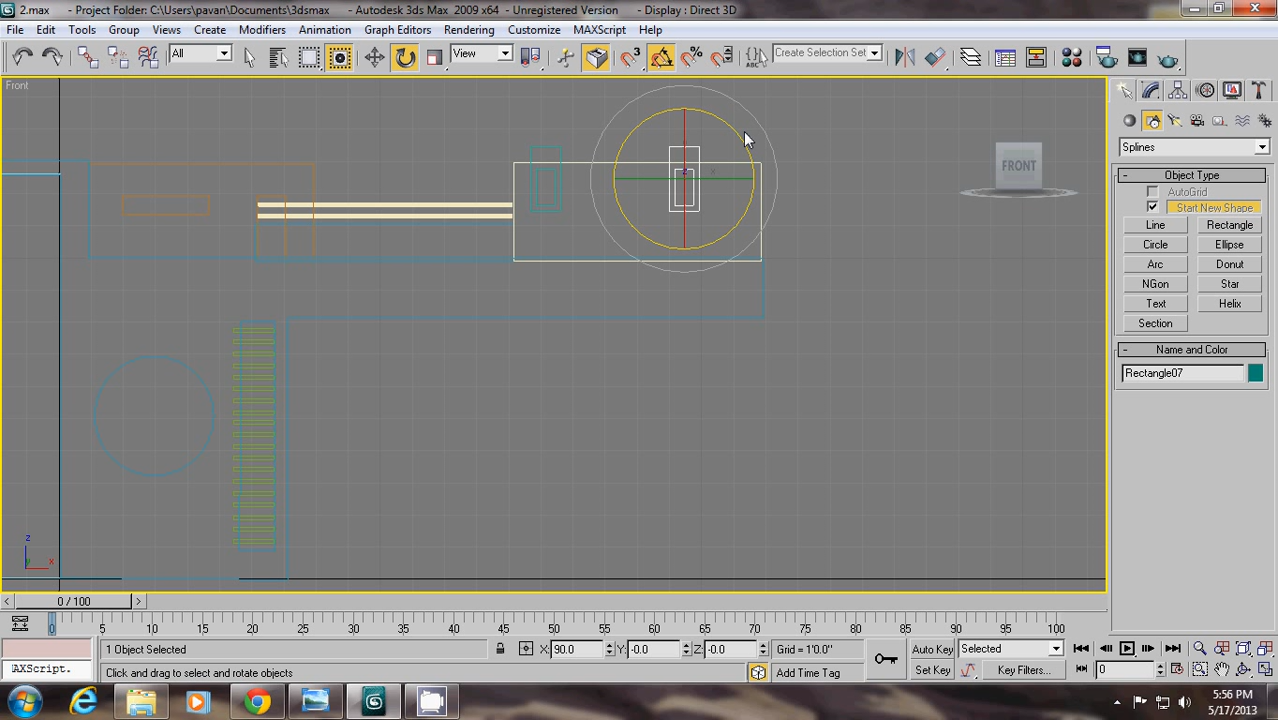 2.max - Project Folder: C:\Users\pavan\Documents\3dsmax - Autodesk 3ds Max 2009 x64 - Unregistered Version - Display : Direct 3D
File Edit Tools Group Views Create Modifiers Animation Graph Editors Rendering Customize MAXScript Help
All View 3 % ABC Create Selection Set
Front
FRONT
x
z
x
Splines
- Object Type
AutoGrid
Start New Shape
Line Rectangle
Circle Ellipse
Arc Donut
NGon Star
Text Helix
Section
- Name and Color
Rectangle07
< 0 / 100 >
0 5 10 15 20 25 30 35 40 45 50 55 60 65 70 75 80 85 90 95 100
1 Object Selected X: 90.0 Y: -0.0 Z: -0.0 Grid = 1'0.0" Auto Key Selected
AXScript. Click and drag to select and rotate objects Add Time Tag Set Key Key Filters... 0
5:56 PM
5/17/2013